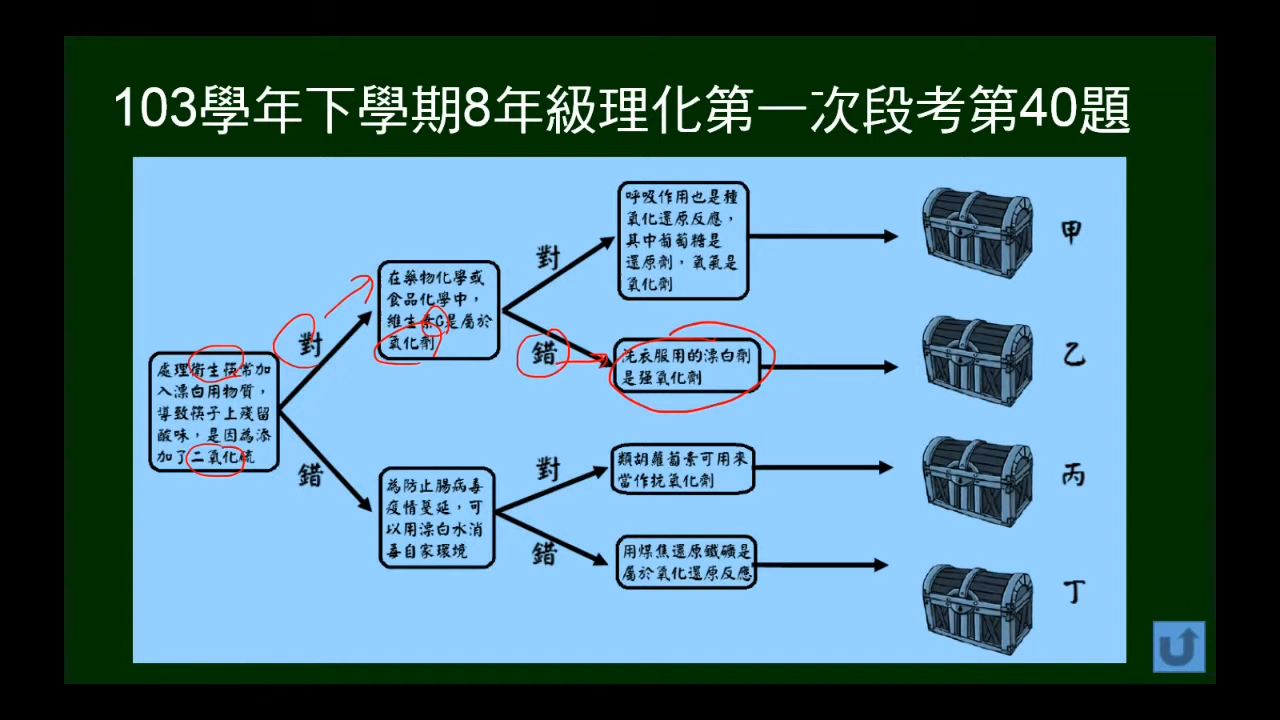 103學年下學期8年級理化第一次段考第40題
處理衛生筷常加
入漂白用物質，
導致筷子上殘留
酸味，是因為添
加了二氧化硫
對
錯
在藥物化學或
食品化學中，
維生素C是屬於
氧化劑
為防止腸病毒
疫情蔓延，可
以用漂白水消
毒自家環境
對
錯
對
錯
呼吸作用也是種
氧化還原反應，
其中葡萄糖是
還原劑，氧氣是
氧化劑
洗衣服用的漂白劑
是强氧化劑
類胡蘿蔔素可用來
當作抗氧化劑
用煤焦還原鐵礦是
屬於氧化還原反應
甲
乙
丙
丁